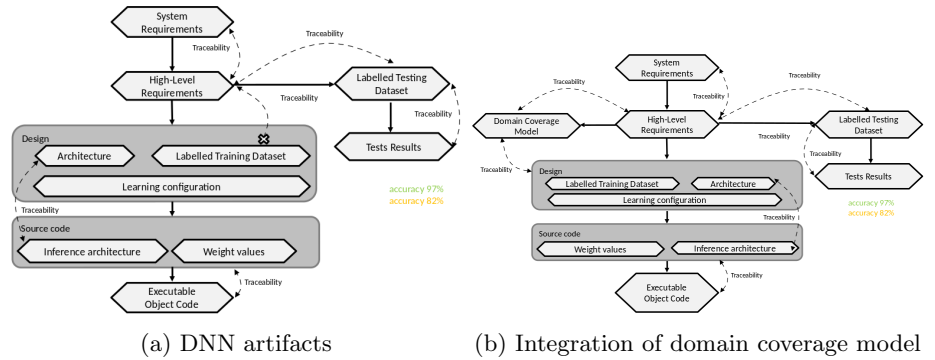 System
Requirements
Traceability
Traceability
High-Level
Requirements
Traceability
Labelled Testing
Dataset
Tests Results
Design
Architecture
Labelled Training Dataset
Learning configuration
accuracy 97%
accuracy 82%
Traceability
Source code
Inference architecture
Weight values
Traceability
Executable
Object Code
(a) DNN artifacts
System
Requirements
Traceability
Traceability
Traceability
Domain Coverage
Model
High-Level
Requirements
Labelled Testing
Dataset
Traceability
Traceability
Traceability
Tests Results
Design
Labelled Training Dataset
Architecture
Learning configuration
accuracy 97%
accuracy 82%
Traceability
Source code
Weight values
Inference architecture
Traceability
Executable
Object Code
(b) Integration of domain coverage model